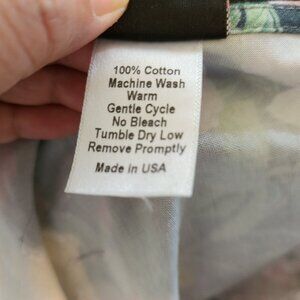 100% Cotton
Machine Wash
Warm
Gentle Cycle
No Bleach
Tumble Dry Low
Remove Promptly
Made in USA